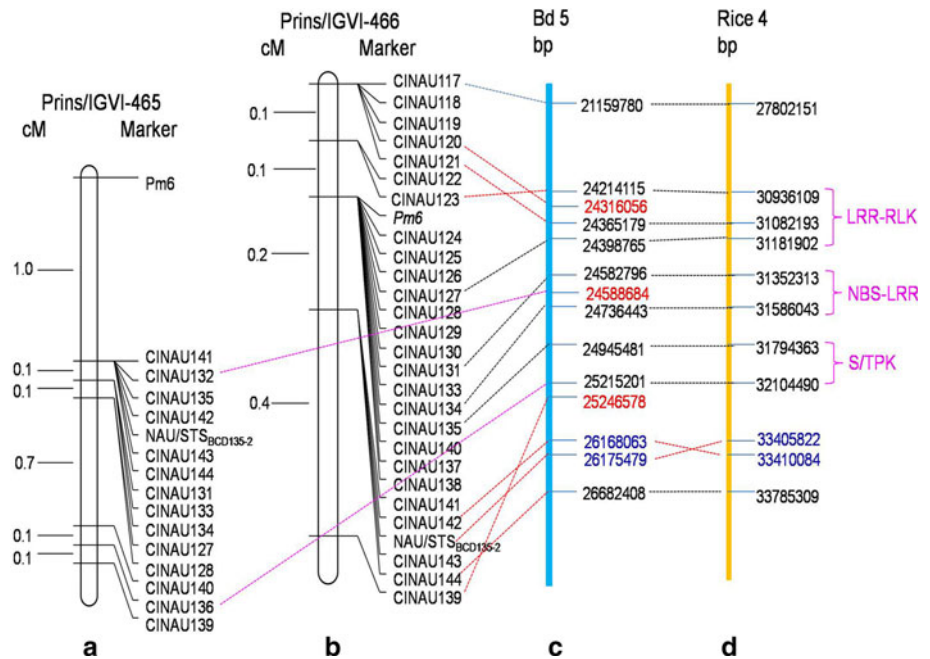 Prins/IGVI-465
cM Marker
Pm6
1.0
0.1
0.1
0.7
0.1
0.1
CINAU141
CINAU132
CINAU135
CINAU142
NAU/STSBCD135-2
CINAU143
CINAU144
CINAU131
CINAU133
CINAU134
CINAU127
CINAU128
CINAU140
CINAU136
CINAU139
a
Prins/IGVI-466
cM Marker
0.1
0.1
0.2
0.4
CINAU117
CINAU118
CINAU119
CINAU120
CINAU121
CINAU122
CINAU123
Pm6
CINAU124
CINAU125
CINAU126
CINAU127
CINAU128
CINAU129
CINAU130
CINAU131
CINAU133
CINAU134
CINAU135
CINAU140
CINAU137
CINAU138
CINAU141
CINAU142
NAU/STSBCD135-2
CINAU143
CINAU144
CINAU139
b
Bd 5
bp
21159780
24214115
24316056
24365179
24398765
24582796
24588684
24736443
24945481
25215201
25246578
26168063
26175479
26682408
c
Rice 4
bp
27802151
30936109
31082193
31181902
31352313
31586043
31794363
32104490
33405822
33410084
33785309
LRR-RLK
NBS-LRR
S/TPK
d